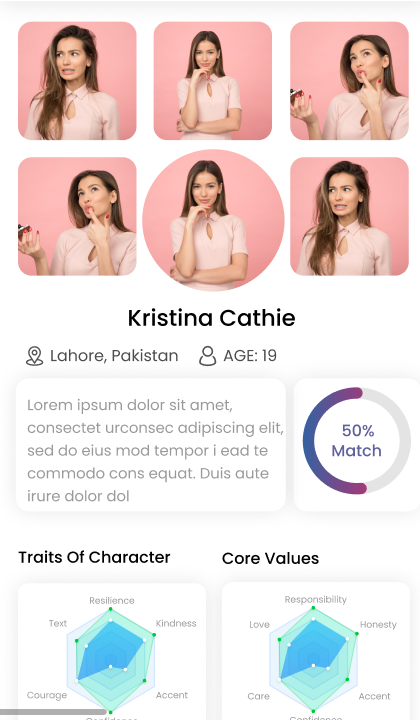 Kristina Cathie
Lahore, Pakistan AGE: 19
Lorem ipsum dolor sit amet,
consectetur urconsec adipiscing elit,
sed do eius mod tempor i ead te
commodo cons equat. Duis aute
irure dolor dol
50%
Match
Traits Of Character
Resilience
Text
Kindness
Courage
Accent
Confidence
Core Values
Responsibility
Love
Honesty
Care
Accent
Confidence